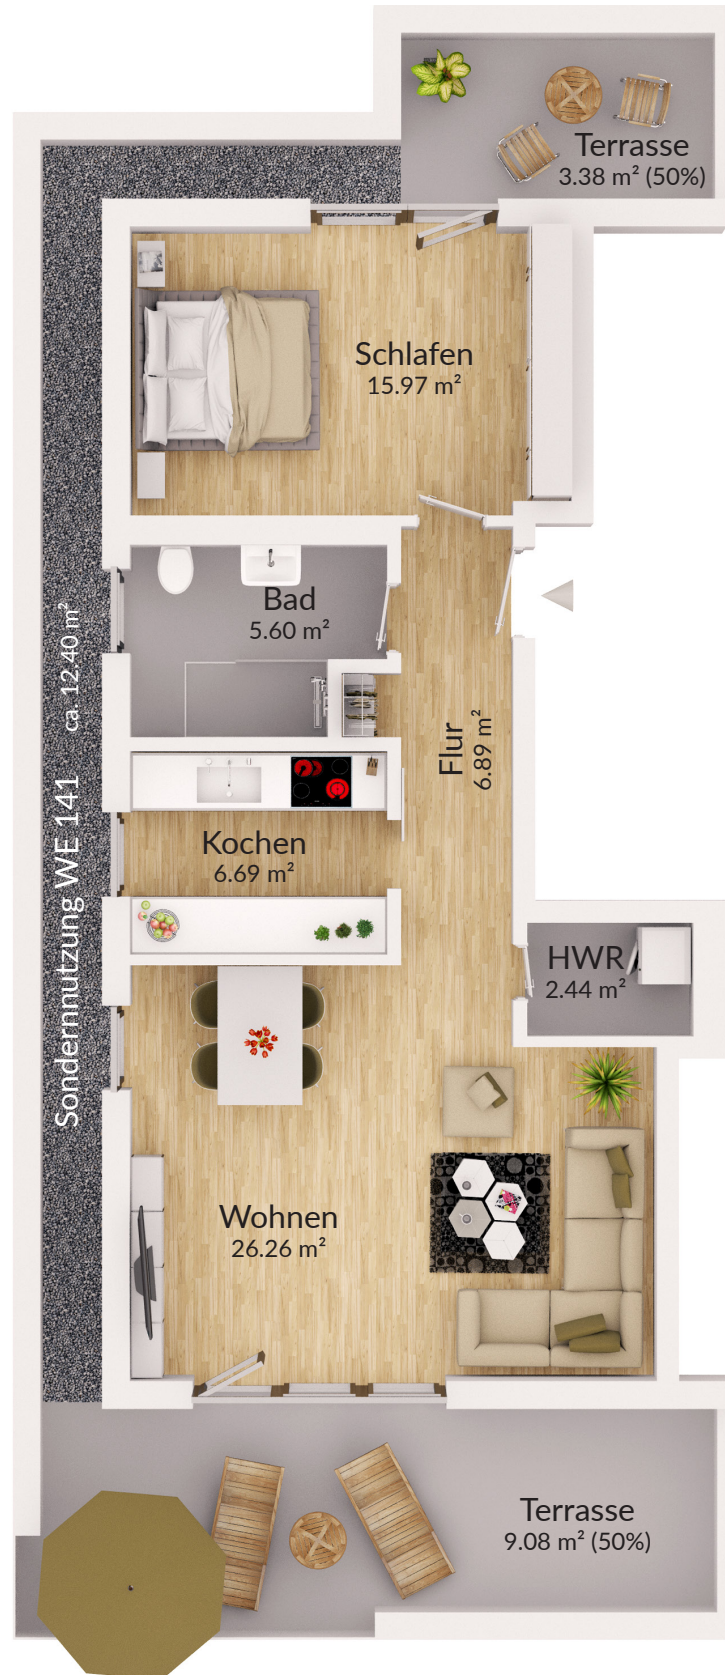 Terrasse
3.38 m² (50%)
Schlafen
15.97 m²
Bad
5.60 m²
Sondernnutzung WE 141 ca. 12.40 m²
Flur
6.89 m²
Kochen
6.69 m²
HWR
2.44 m²
Wohnen
26.26 m²
Terrasse
9.08 m² (50%)